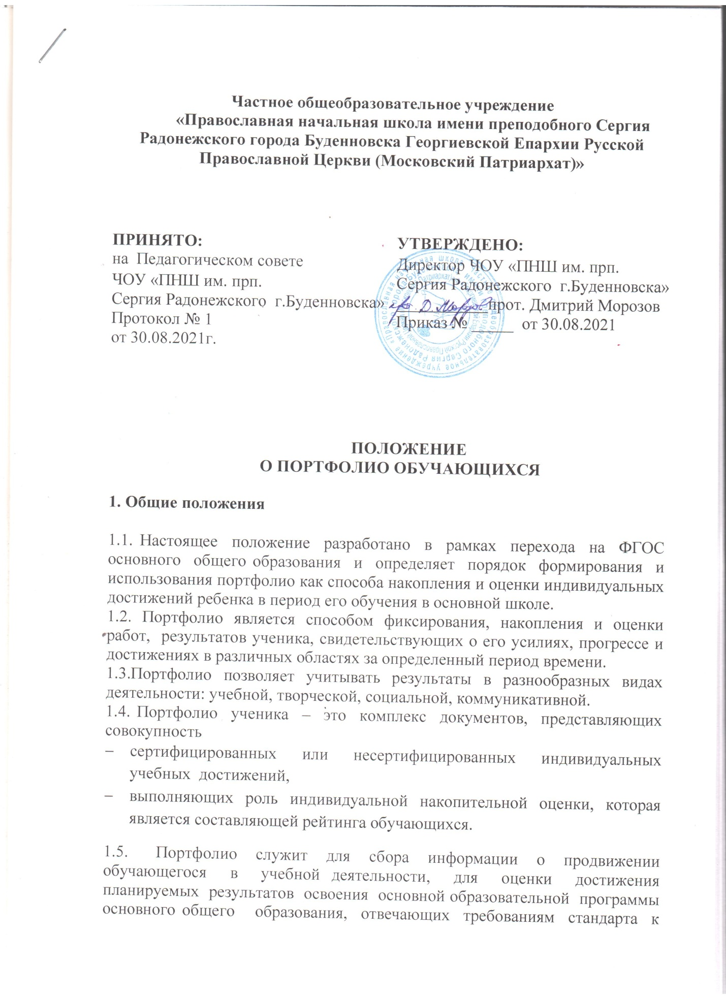 Частное общеобразовательное учреждение
«Православная начальная школа имени преподобного Сергия
Радонежского города Буденновска Георгиевской Епархии Русской
Православной Церкви (Московский Патриархат)»
ПРИНЯТО:
на Педагогическом совете
ЧОУ «ПНШ им. прп.
Сергия Радонежского г.Буденновска»
Протокол № 1
от 30.08.2021г.
УТВЕРЖДЕНО:
Директор ЧОУ «ПНШ им. прп.
Сергия Радонежского г.Буденновска»
прот. Дмитрий Морозов
Приказ № ______ от 30.08.2021
ПОЛОЖЕНИЕ
О ПОРТФОЛИО ОБУЧАЮЩИХСЯ
1. Общие положения
1.1. Настоящее положение разработано в рамках перехода на ФГОС
основного общего образования и определяет порядок формирования и
использования портфолио как способа накопления и оценки индивидуальных
достижений ребенка в период его обучения в основной школе.
1.2. Портфолио является способом фиксирования, накопления и оценки
работ, результатов ученика, свидетельствующих о его усилиях, прогрессе и
достижениях в различных областях за определенный период времени.
1.3.Портфолио позволяет учитывать результаты в разнообразных видах
деятельности: учебной, творческой, социальной, коммуникативной.
1.4. Портфолио ученика – это комплекс документов, представляющих
совокупность
– сертифицированных или несертифицированных индивидуальных
учебных достижений,
– выполняющих роль индивидуальной накопительной оценки, которая
является составляющей рейтинга обучающихся.
1.5. Портфолио служит для сбора информации о продвижении
обучающегося в учебной деятельности, для оценки достижения
планируемых результатов освоения основной образовательной программы
основного общего образования, отвечающих требованиям стандарта к